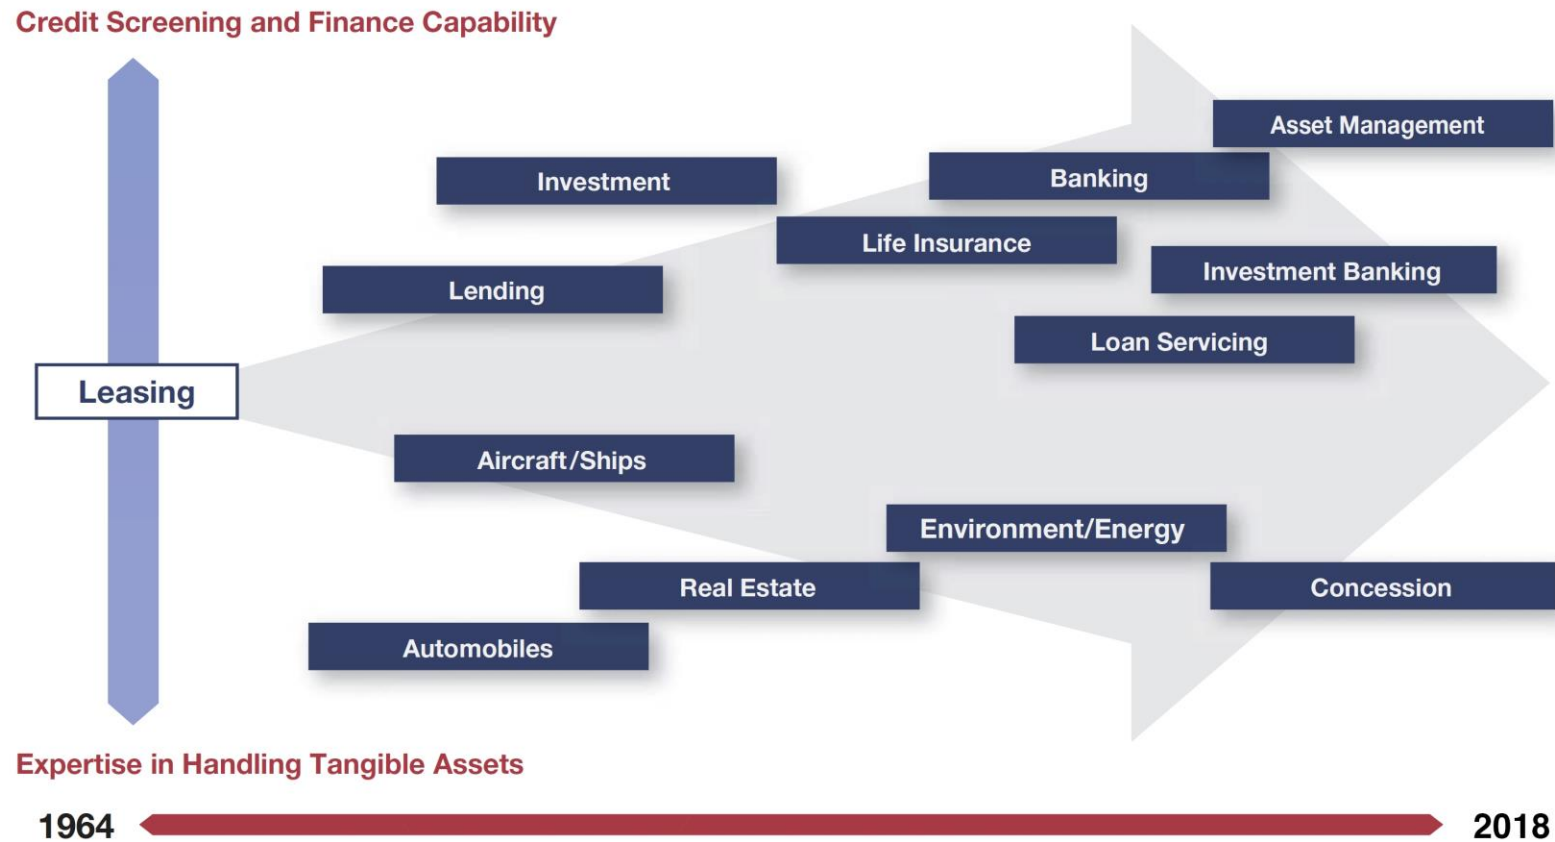 Credit Screening and Finance Capability
Asset Management
Investment
Banking
Life Insurance
Investment Banking
Lending
Loan Servicing
Leasing
Aircraft/Ships
Environment/Energy
Real Estate
Concession
Automobiles
Expertise in Handling Tangible Assets
1964
2018